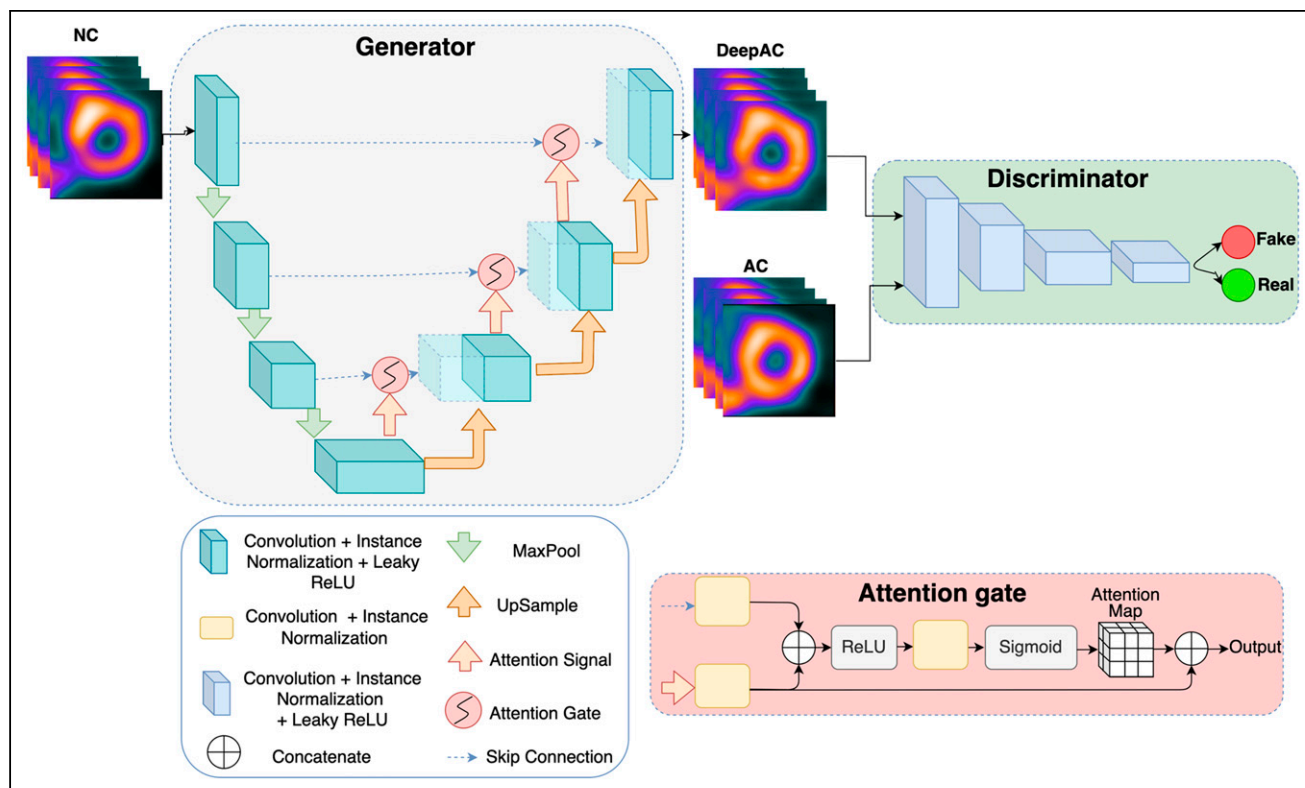 NC
Generator
DeepAC
Discriminator
Fake
Real
AC
Convolution + Instance
Normalization + Leaky
ReLU
MaxPool
Convolution + Instance
Normalization
UpSample
Attention Signal
Convolution + Instance
Normalization
+ Leaky ReLU
Attention Gate
Concatenate
Skip Connection
Attention gate
Attention
Map
ReLU
Sigmoid
Output